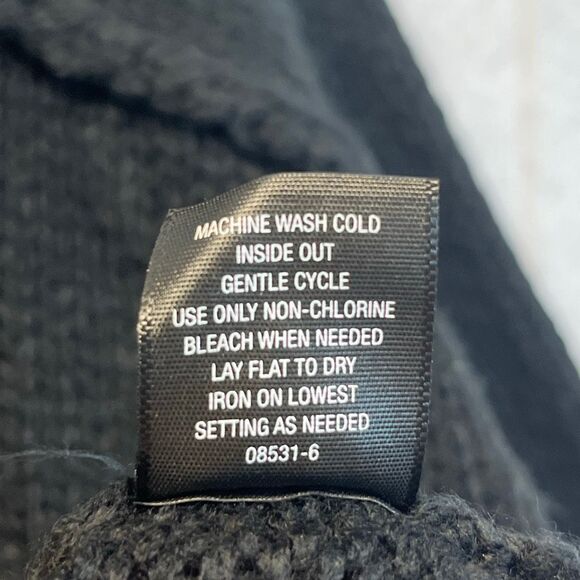 MACHINE WASH COLD
INSIDE OUT
GENTLE CYCLE
USE ONLY NON-CHLORINE
BLEACH WHEN NEEDED
LAY FLAT TO DRY
IRON ON LOWEST
SETTING AS NEEDED
08531-6